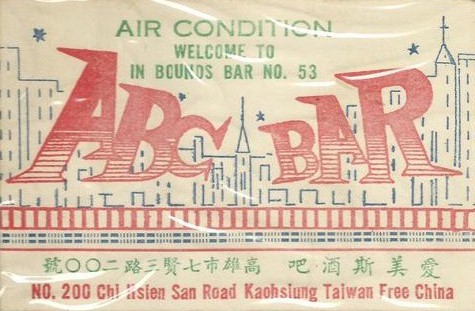 AIR CONDITION
WELCOME TO
IN BOUNDS BAR NO. 53
ABC BAR
號〇〇二路三賢七市雄高 吧·酒斯美愛
NO. 200 Chi Hsien San Road Kaohsiung Taiwan Free China